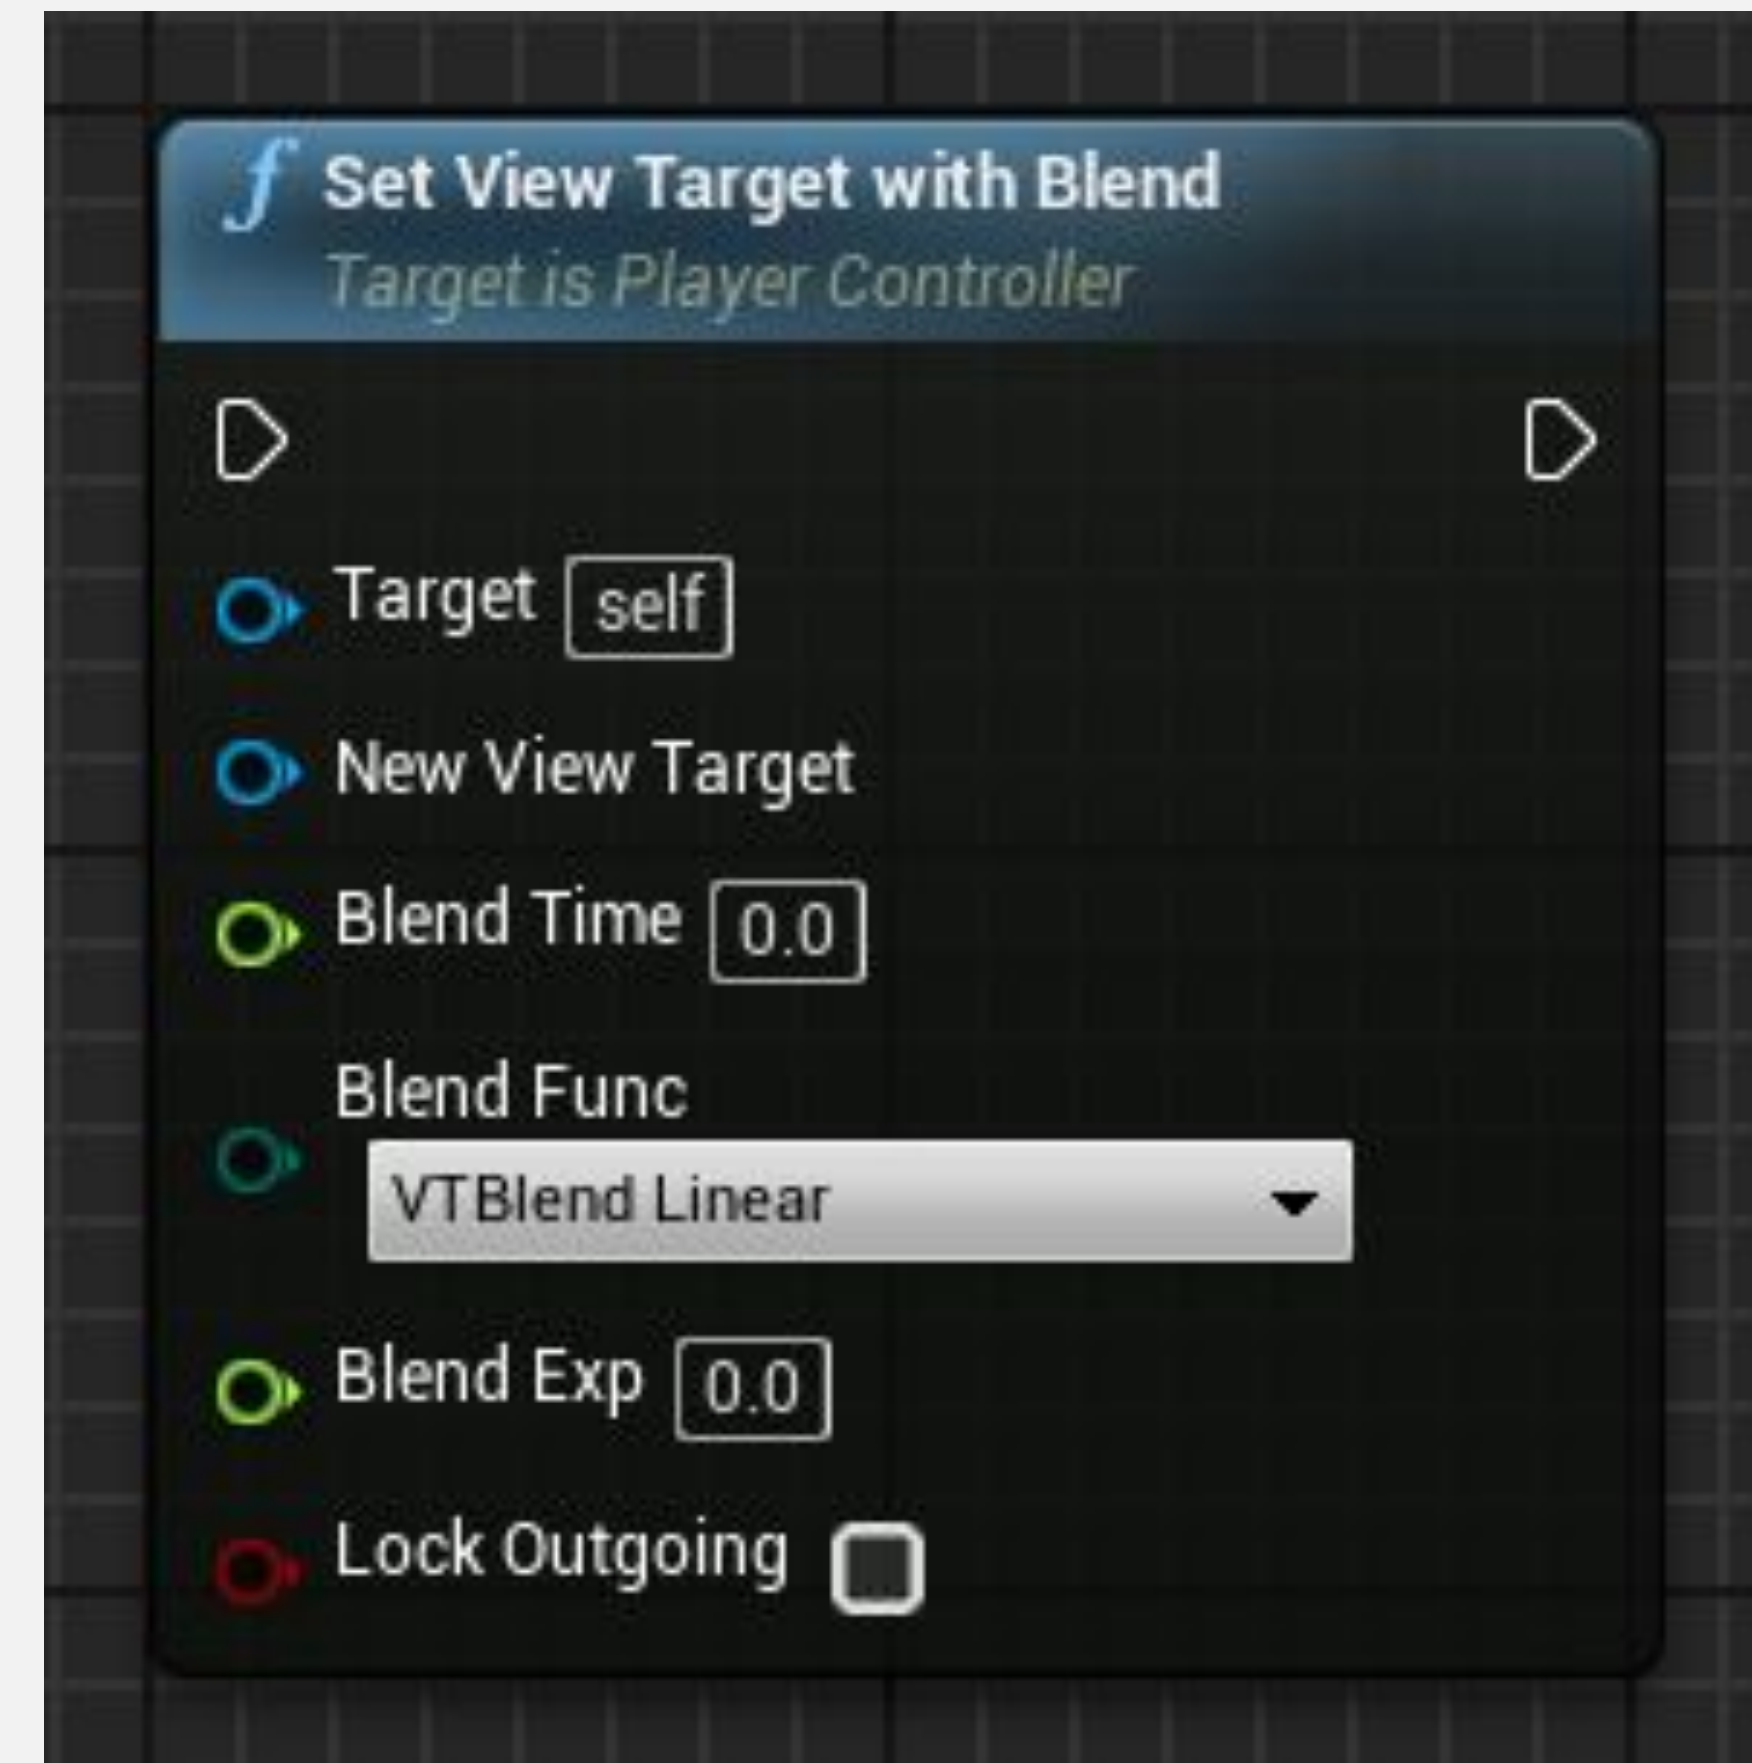 f Set View Target with Blend
Target is Player Controller
Target self
New View Target
Blend Time 0.0
Blend Func
VTBlend Linear
Blend Exp 0.0
Lock Outgoing